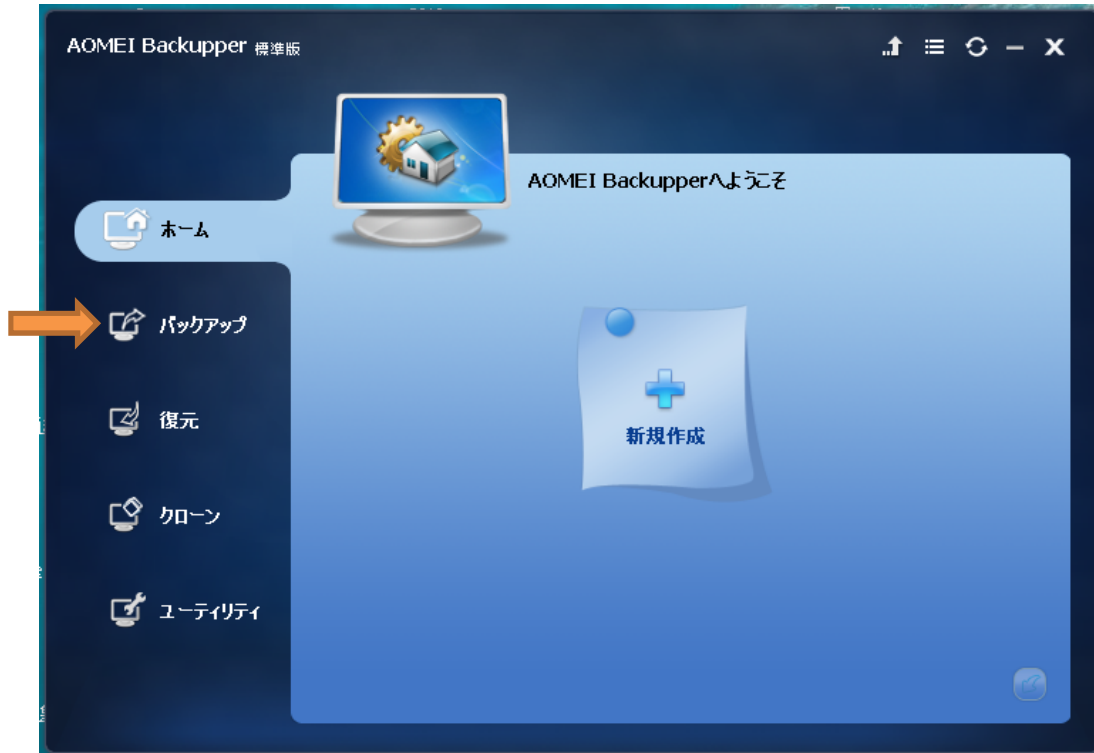 AOMEI Backupper 標準版
AOMEI Backupperへようこそ
ホーム
バックアップ
復元
新規作成
クローン
ユーティリティ